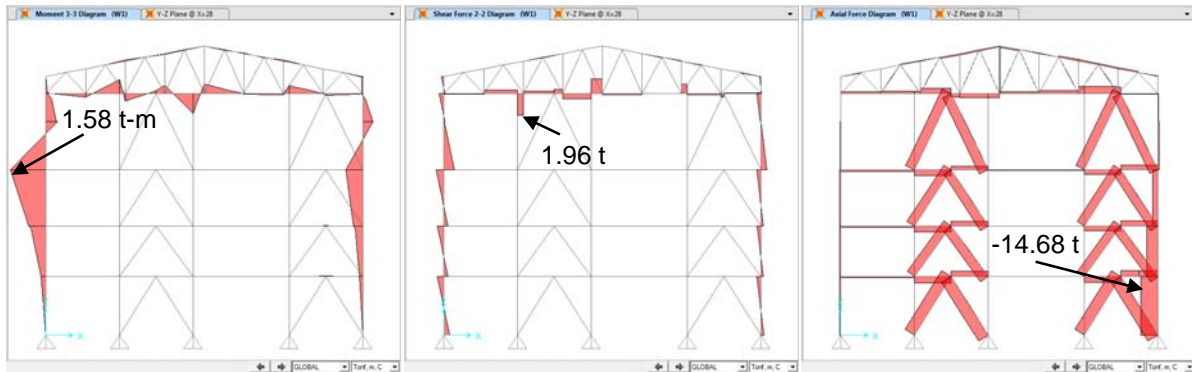 Moment 3-3 Diagram (W1)
Y-Z Plane @ X=28
1.58 t-m
X
GLOBAL
Tonf, m, C
Shear Force 2-2 Diagram (W1)
Y-Z Plane @ X=28
1.96 t
X
GLOBAL
Tonf, m, C
Axial Force Diagram (W1)
Y-Z Plane @ X=28
-14.68 t
X
GLOBAL
Tonf, m, C